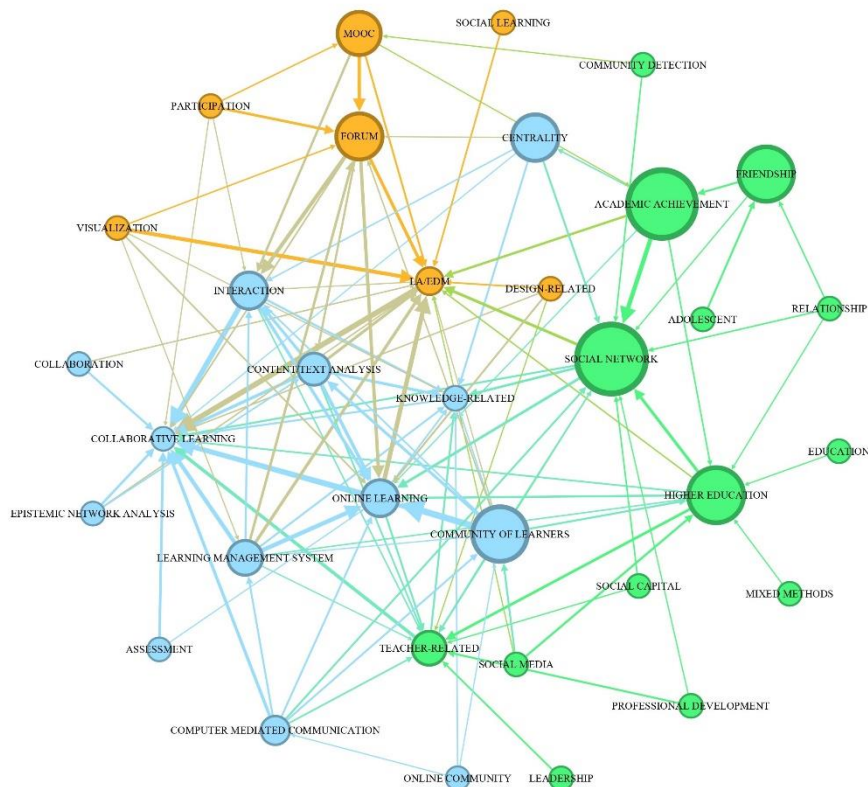 SOCIAL LEARNING
MOOC
COMMUNITY DETECTION
PARTICIPATION
FORUM
CENTRALITY
FRIENDSHIP
ACADEMIC ACHIEVEMENT
VISUALIZATION
LA/EDM
INTERACTION
DESIGN-RELATED
RELATIONSHIP
ADOLESCENT
SOCIAL NETWORK
COLLABORATION
CONTENT/TEXT ANALYSIS
KNOWLEDGE-RELATED
COLLABORATIVE LEARNING
EDUCATION
ONLINE LEARNING
HIGHER EDUCATION
EPISTEMIC NETWORK ANALYSIS
COMMUNITY OF LEARNERS
LEARNING MANAGEMENT SYSTEM
SOCIAL CAPITAL
MIXED METHODS
ASSESSMENT
TEACHER-RELATED
SOCIAL MEDIA
PROFESSIONAL DEVELOPMENT
COMPUTER MEDIATED COMMUNICATION
ONLINE COMMUNITY
LEADERSHIP